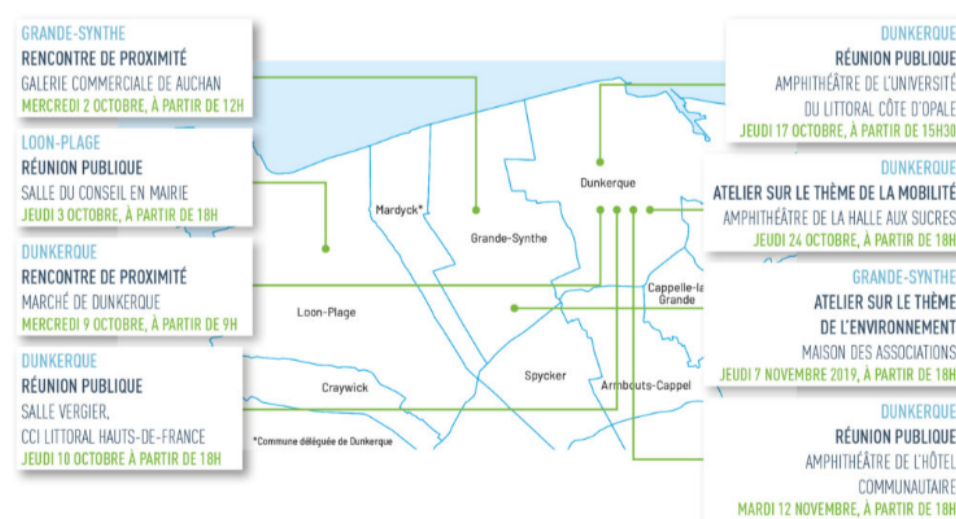 GRANDE-SYNTHE
RENCONTRE DE PROXIMITÉ
GALERIE COMMERCIALE DE AUCHAN
MERCREDI 2 OCTOBRE, À PARTIR DE 12H
LOON-PLAGE
RÉUNION PUBLIQUE
SALLE DU CONSEIL EN MAIRIE
JEUDI 3 OCTOBRE, À PARTIR DE 18H
DUNKERQUE
RENCONTRE DE PROXIMITÉ
MARCHÉ DE DUNKERQUE
MERCREDI 9 OCTOBRE, À PARTIR DE 9H
DUNKERQUE
RÉUNION PUBLIQUE
SALLE VERGIER,
CCI LITTORAL HAUTS-DE-FRANCE
JEUDI 10 OCTOBRE À PARTIR DE 18H
Dunkerque
Mardyck*
Grande-Synthe
Cappelle-la
Grande
Loon-Plage
Spycker
Armbouts-Cappel
Craywick
*Commune déléguée de Dunkerque
DUNKERQUE
RÉUNION PUBLIQUE
AMPHITHÉÂTRE DE L'UNIVERSITÉ
DU LITTORAL CÔTE D'OPALE
JEUDI 17 OCTOBRE, À PARTIR DE 15H30
DUNKERQUE
ATELIER SUR LE THÈME DE LA MOBILITÉ
AMPHITHÉÂTRE DE LA HALLE AUX SUCRES
JEUDI 24 OCTOBRE, À PARTIR DE 18H
GRANDE-SYNTHE
ATELIER SUR LE THÈME
DE L'ENVIRONNEMENT
MAISON DES ASSOCIATIONS
JEUDI 7 NOVEMBRE 2019, À PARTIR DE 18H
DUNKERQUE
RÉUNION PUBLIQUE
AMPHITHÉÂTRE DE L'HÔTEL
COMMUNAUTAIRE
MARDI 12 NOVEMBRE, À PARTIR DE 18H